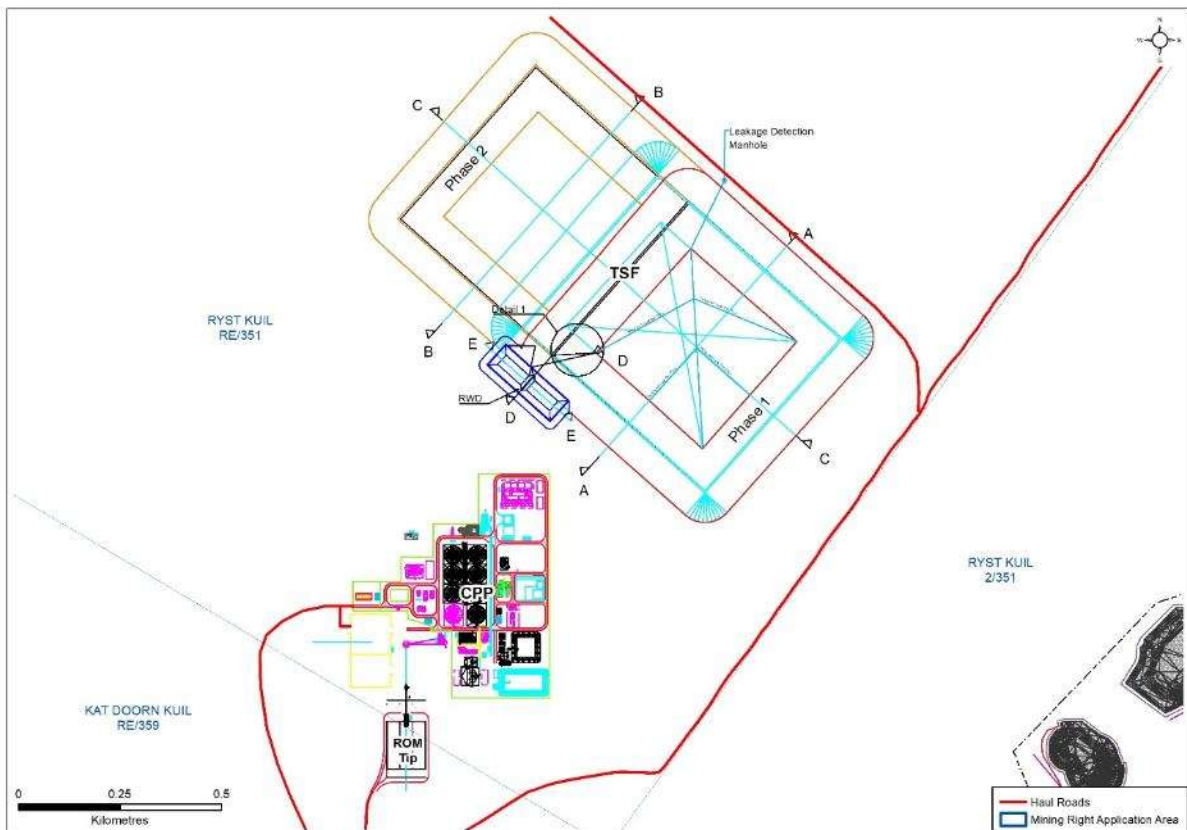 N
W
E
S
C
B
Leakage Detection
Manhole
Phase 2
A
TSF
RYST KUIL
RE/351
Detail 1
B
E
D
RWD
D
Phase 1
E
C
A
RYST KUIL
2/351
CPP
KAT DOORN KUIL
RE/359
ROM
Tip
0 0.25 0.5
Kilometres
Haul Roads
Mining Right Application Area